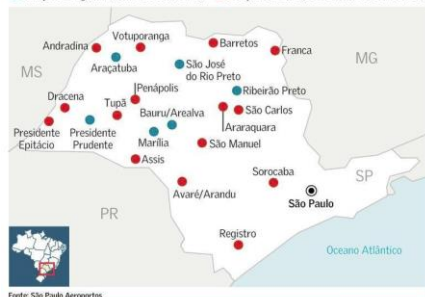 Votuporanga
Andradina
Barretos
Franca
MS
MG
Araçatuba
São José
do Rio Preto
Penápolis
Ribeirão Preto
Dracena
Tupã
Bauru/Arealva
São Carlos
Araraquara
Presidente
Epitácio
Presidente
Prudente
Marília
São Manuel
Assis
Sorocaba
SP
Avaré/Arandu
São Paulo
PR
Registro
Oceano Atlântico
Fonte: São Paulo Aeroportos